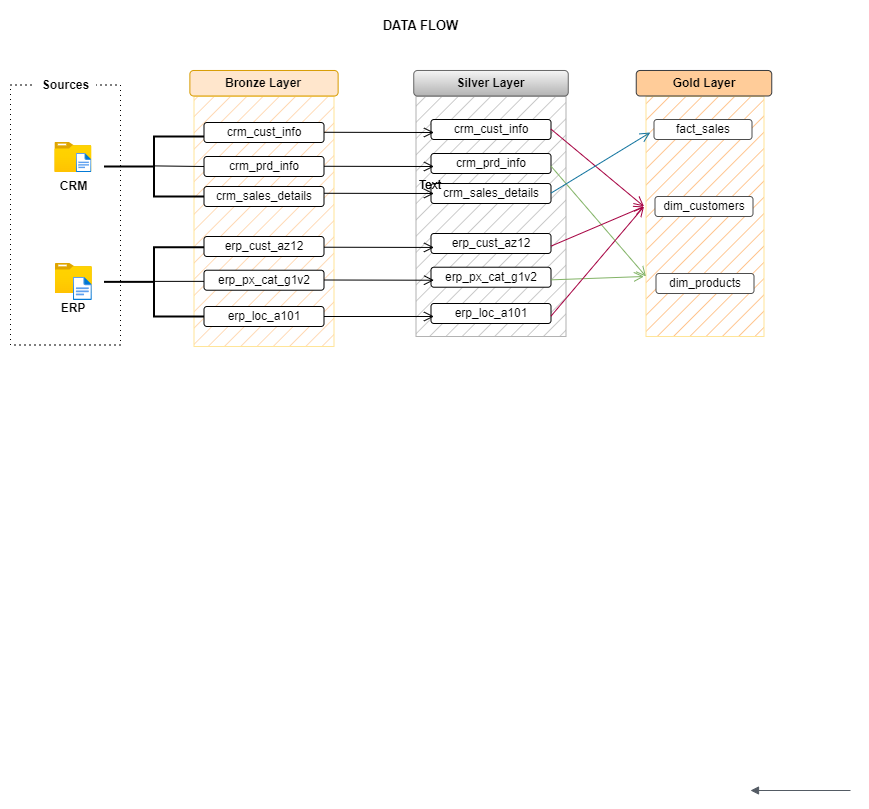 DATA FLOW
Sources
Bronze Layer
Silver Layer
Gold Layer
CRM
ERP
crm_cust_info
crm_prd_info
crm_sales_details
erp_cust_az12
erp_px_cat_g1v2
erp_loc_a101
crm_cust_info
crm_prd_info
Text
crm_sales_details
erp_cust_az12
erp_px_cat_g1v2
erp_loc_a101
fact_sales
dim_customers
dim_products